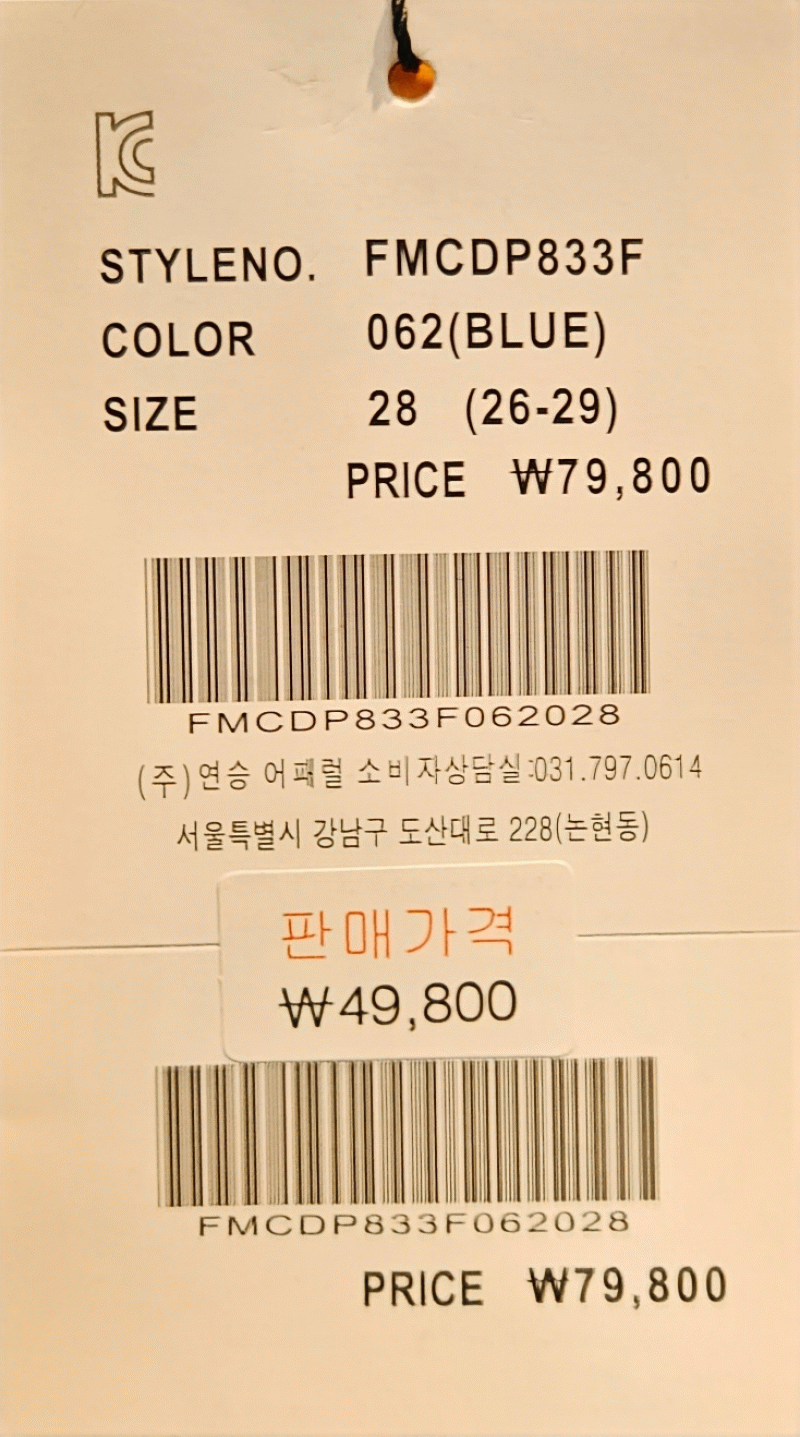 KC
STYLENO. FMCDP833F
COLOR 062(BLUE)
SIZE 28 (26-29)
PRICE ₩79,800
FMCDP833F062028
(주)연승 어패럴 소비자상담실:031.797.0614
서울특별시 강남구 도산대로 228(논현동)
판매가격
₩49,800
FMCDP833F062028
PRICE ₩79,800